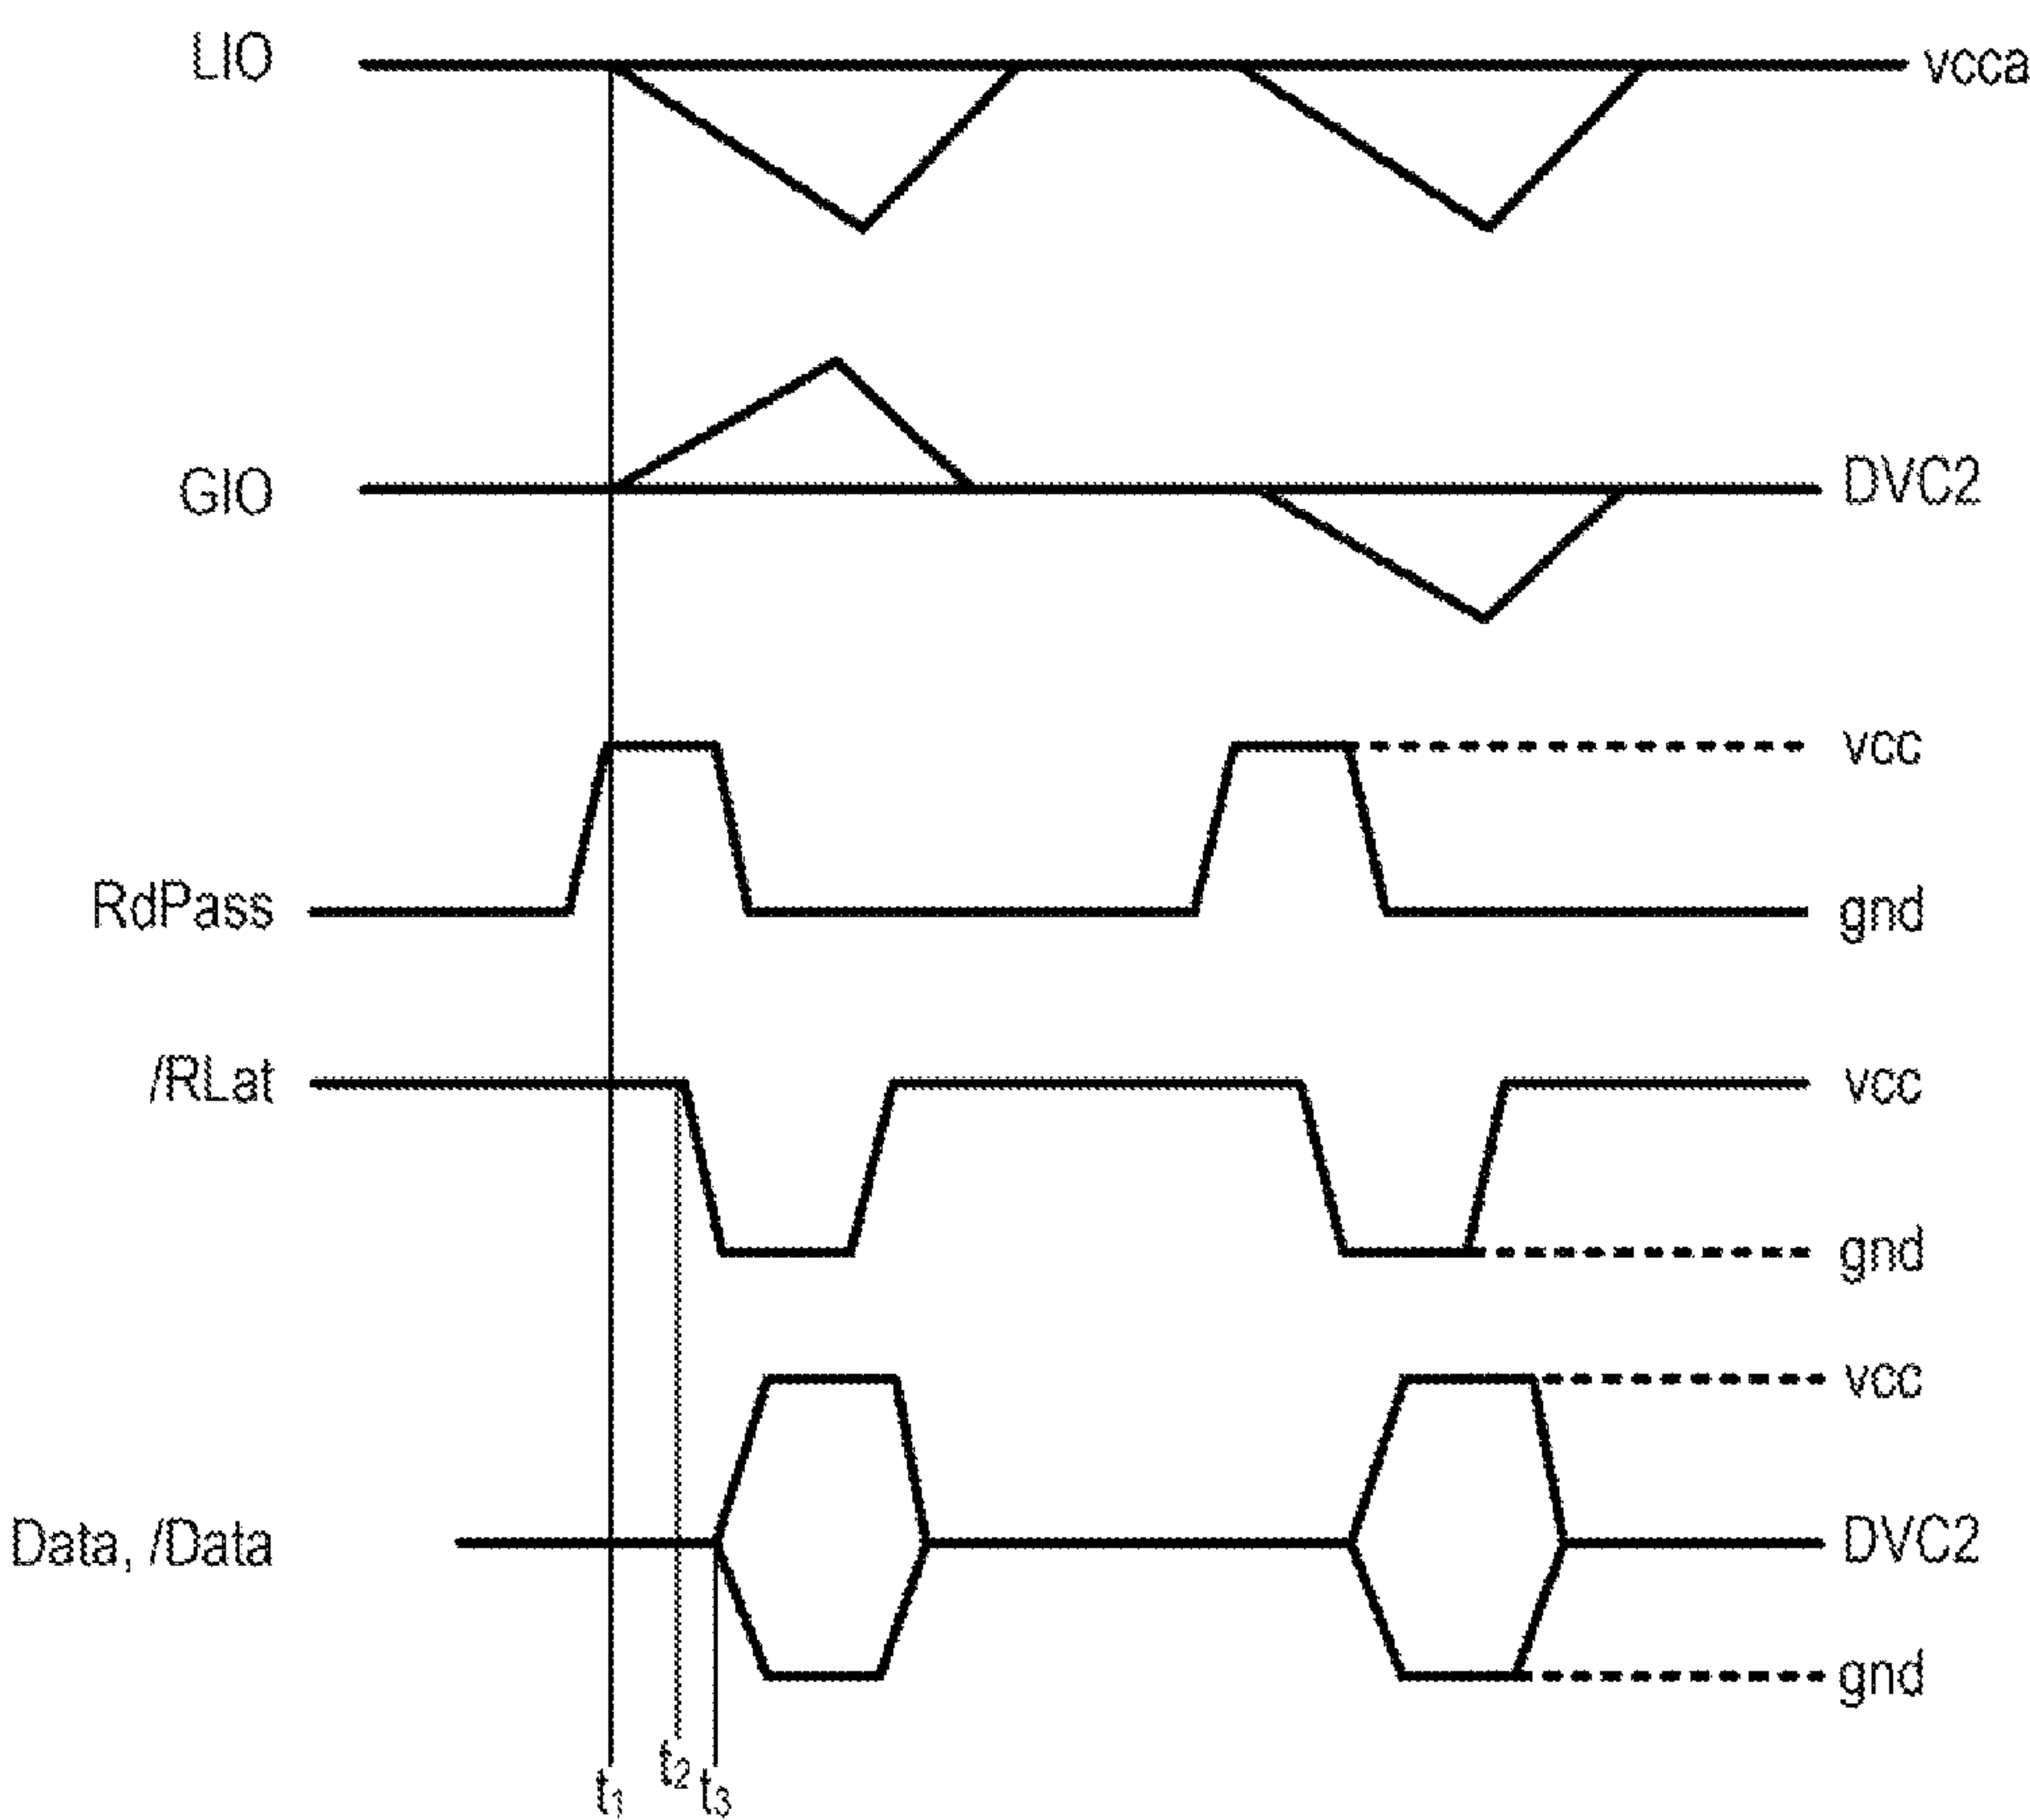 LIO vcca
GIO DVC2
vcc
RdPass gnd
/RLat vcc
gnd
vcc
Data, /Data DVC2
gnd
t₁ t₂ t₃